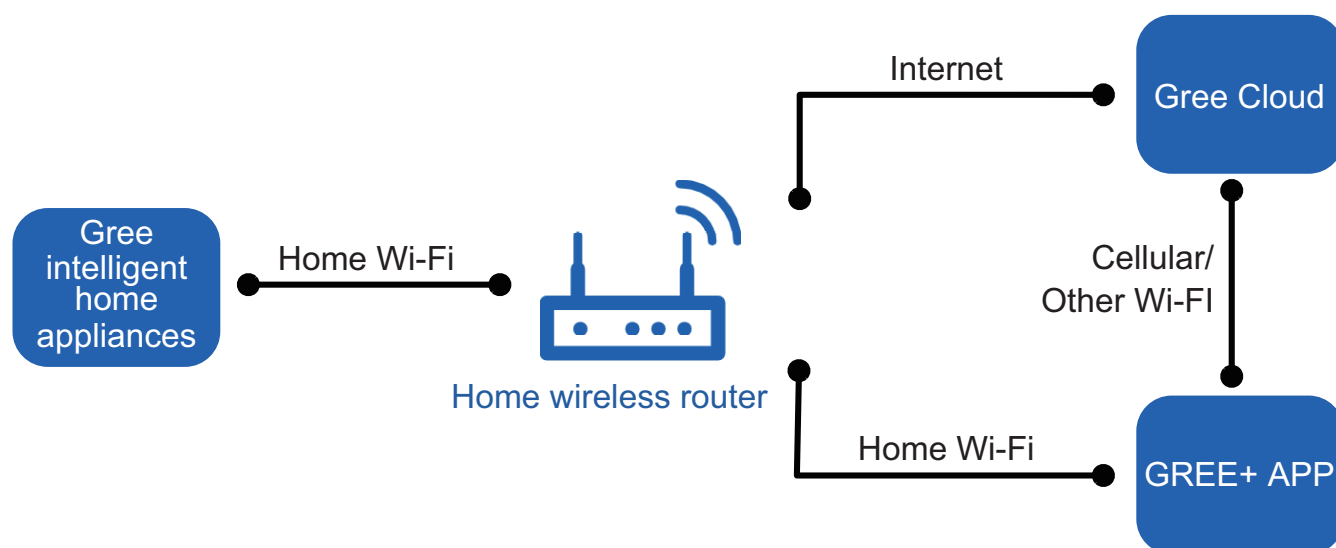 Internet
Gree Cloud
Gree
intelligent
home
appliances
Home Wi-Fi
Cellular/
Other Wi-FI
Home wireless router
Home Wi-Fi
GREE+ APP